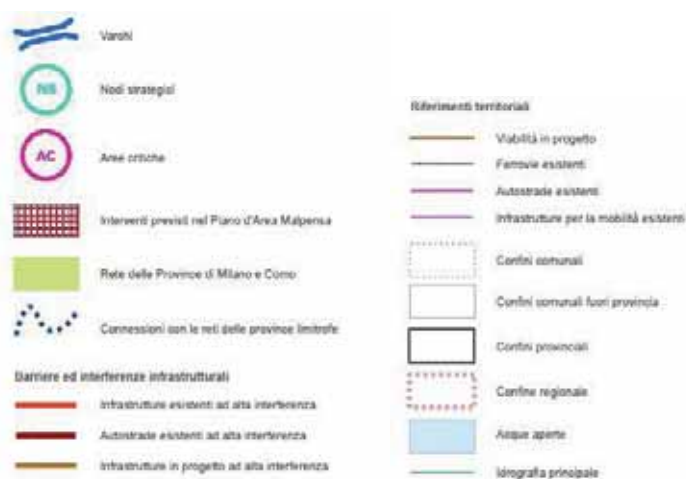 Varchi
NS
Nodi strategici
AC
Aree critiche
Interventi previsti nel Piano d'Area Malpensa
Rete delle Province di Milano e Como
Connessioni con le reti delle province limitrofe
Barriere ed interferenze infrastrutturali
Infrastrutture esistenti ad alta interferenza
Autostrade esistenti ad alta interferenza
Infrastrutture in progetto ad alta interferenza
Riferimenti territoriali
Viabilità in progetto
Ferrovie esistenti
Autostrade esistenti
Infrastrutture per la mobilità esistenti
Confini comunali
Confini comunali fuori provincia
Confini provinciali
Confine regionale
Acque aperte
Idrografia principale